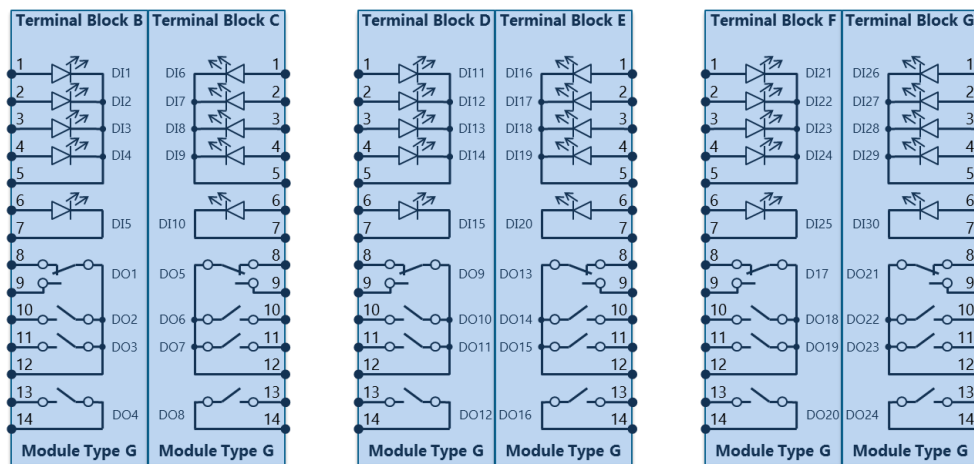 Terminal Block B
1
DI1
2
DI2
3
DI3
4
DI4
5
6
DI5
7
8
DO1
9
10
DO2
11
DO3
12
13
DO4
14
Module Type G
Terminal Block C
1
DI6
2
DI7
3
DI8
4
DI9
5
6
DI10
7
8
DO5
9
10
DO6
11
DO7
12
13
DO8
14
Module Type G
Terminal Block D
1
DI11
2
DI12
3
DI13
4
DI14
5
6
DI15
7
8
DO9
9
10
DO10
11
DO11
12
13
DO12
14
Module Type G
Terminal Block E
1
DI16
2
DI17
3
DI18
4
DI19
5
6
DI20
7
8
DO13
9
10
DO14
11
DO15
12
13
DO16
14
Module Type G
Terminal Block F
1
DI21
2
DI22
3
DI23
4
DI24
5
6
DI25
7
8
D17
9
10
DO18
11
DO19
12
13
DO20
14
Module Type G
Terminal Block G
1
DI26
2
DI27
3
DI28
4
DI29
5
6
DI30
7
8
DO21
9
10
DO22
11
DO23
12
13
DO24
14
Module Type G